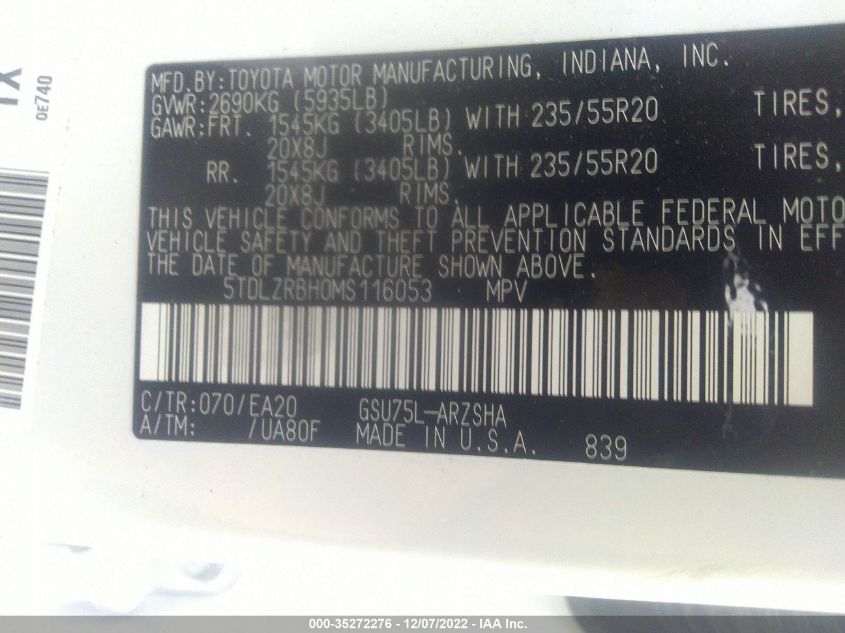 TX
0E740
MFD.BY:TOYOTA MOTOR MANUFACTURING, INDIANA, INC.
GVWR:2690KG (5935LB)
GAWR:FRT. 1545KG (3405LB) WITH 235/55R20 TIRES,
20X8J RIMS.
RR. 1545KG (3405LB) WITH 235/55R20 TIRES,
20X8J RIMS.
THIS VEHICLE CONFORMS TO ALL APPLICABLE FEDERAL MOTO
VEHICLE SAFETY AND THEFT PREVENTION STANDARDS IN EFF
THE DATE OF MANUFACTURE SHOWN ABOVE.
5TDLZRBH0MS116053 MPV
C/TR:070/EA20 GSU75L-ARZSHA
A/TM: /UA80F MADE IN U.S.A. 839
000-35272276 - 12/07/2022 - IAA Inc.